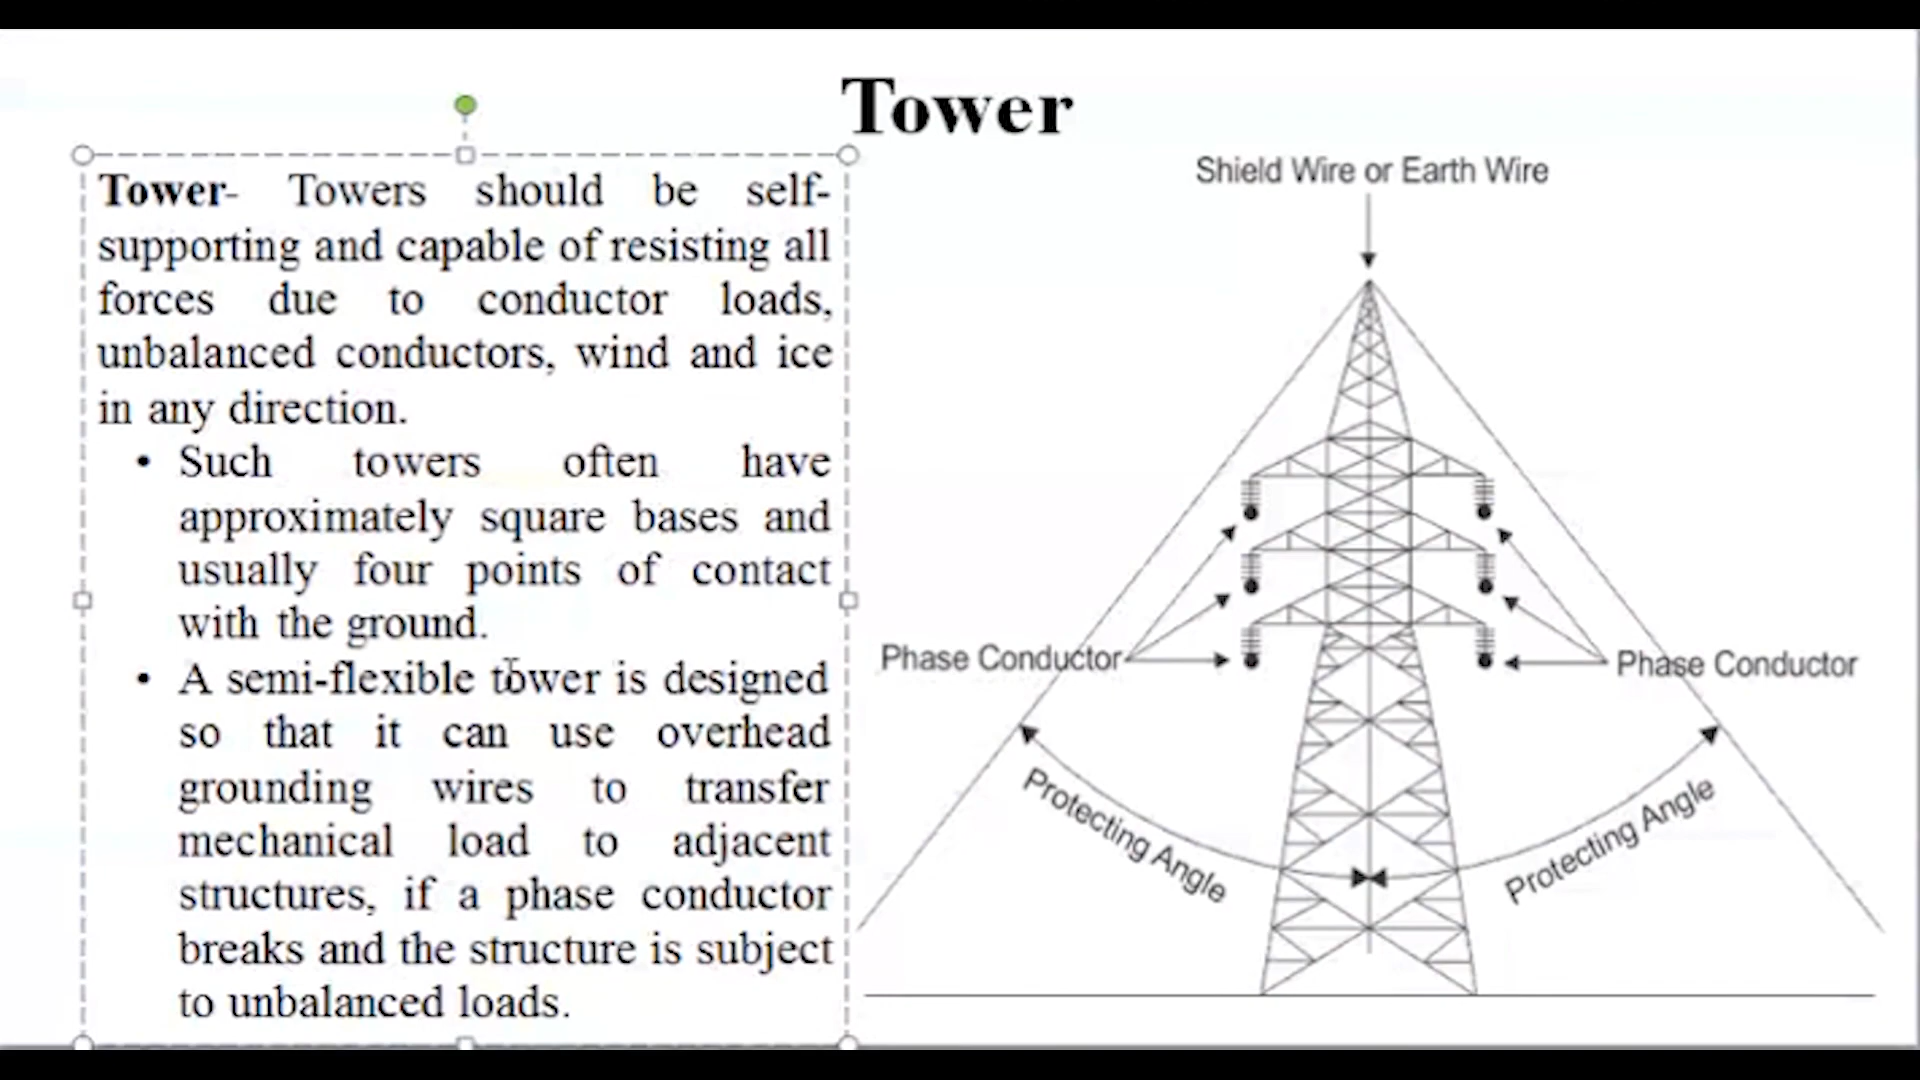 Tower
Tower- Towers should be self-
supporting and capable of resisting all
forces due to conductor loads,
unbalanced conductors, wind and ice
in any direction.
• Such towers often have
approximately square bases and
usually four points of contact
with the ground.
• A semi-flexible tower is designed
so that it can use overhead
grounding wires to transfer
mechanical load to adjacent
structures, if a phase conductor
breaks and the structure is subject
to unbalanced loads.
Shield Wire or Earth Wire
Phase Conductor
Phase Conductor
Protecting Angle
Protecting Angle